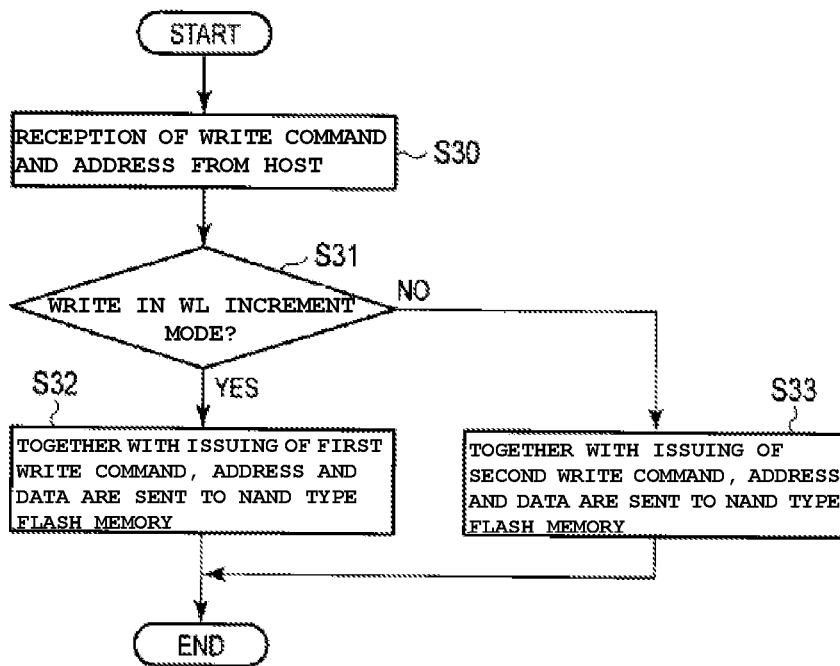 START
RECEPTION OF WRITE COMMAND
AND ADDRESS FROM HOST
S30
S31
WRITE IN WL INCREMENT
MODE?
NO
YES
S32
TOGETHER WITH ISSUING OF FIRST
WRITE COMMAND, ADDRESS AND
DATA ARE SENT TO NAND TYPE
FLASH MEMORY
S33
TOGETHER WITH ISSUING OF
SECOND WRITE COMMAND, ADDRESS
AND DATA ARE SENT TO NAND TYPE
FLASH MEMORY
END